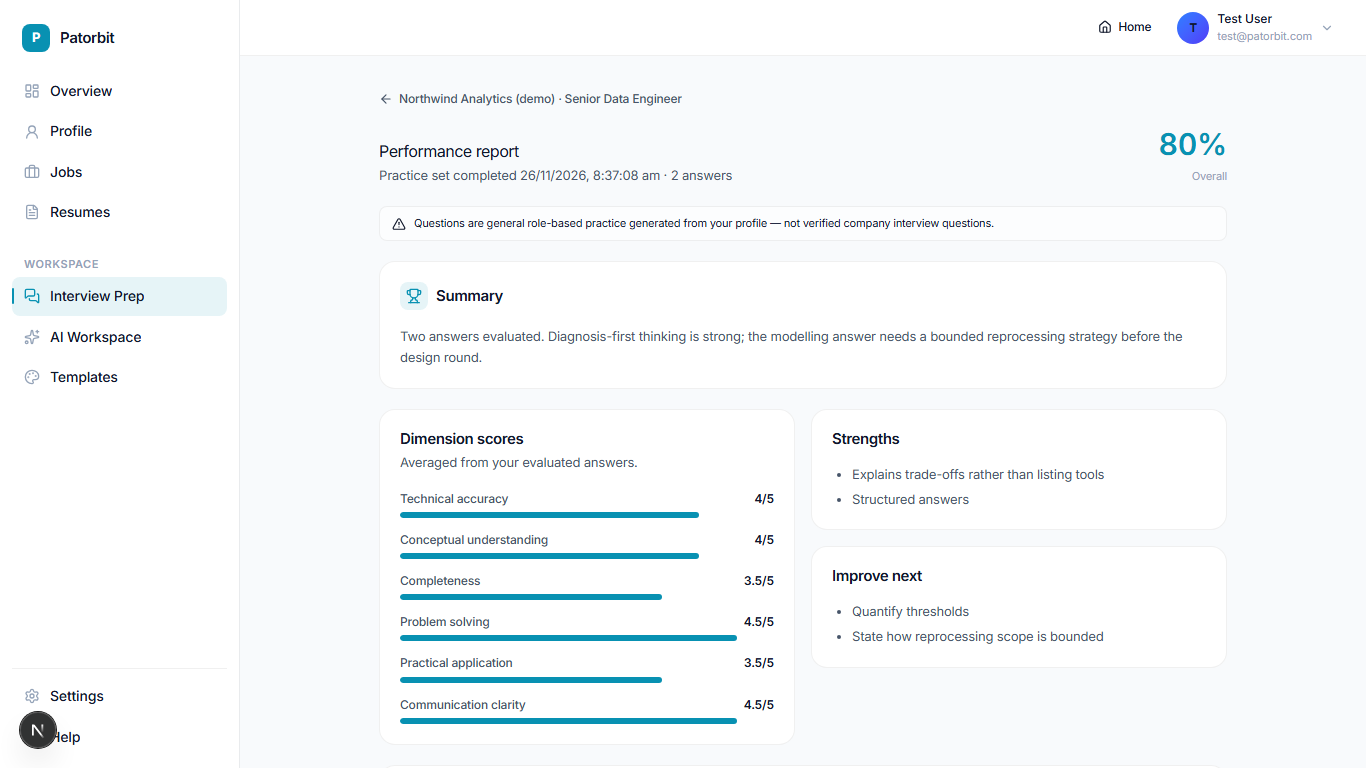 P Patorbit
Overview
Profile
Jobs
Resumes
WORKSPACE
Interview Prep
AI Workspace
Templates
Settings
N
Help
Home
T
Test User
test@patorbit.com
Northwind Analytics (demo) · Senior Data Engineer
Performance report
Practice set completed 26/11/2026, 8:37:08 am · 2 answers
80%
Overall
Questions are general role-based practice generated from your profile — not verified company interview questions.
Summary
Two answers evaluated. Diagnosis-first thinking is strong; the modelling answer needs a bounded reprocessing strategy before the
design round.
Dimension scores
Averaged from your evaluated answers.
Technical accuracy 4/5
Conceptual understanding 4/5
Completeness 3.5/5
Problem solving 4.5/5
Practical application 3.5/5
Communication clarity 4.5/5
Strengths
• Explains trade-offs rather than listing tools
• Structured answers
Improve next
• Quantify thresholds
• State how reprocessing scope is bounded